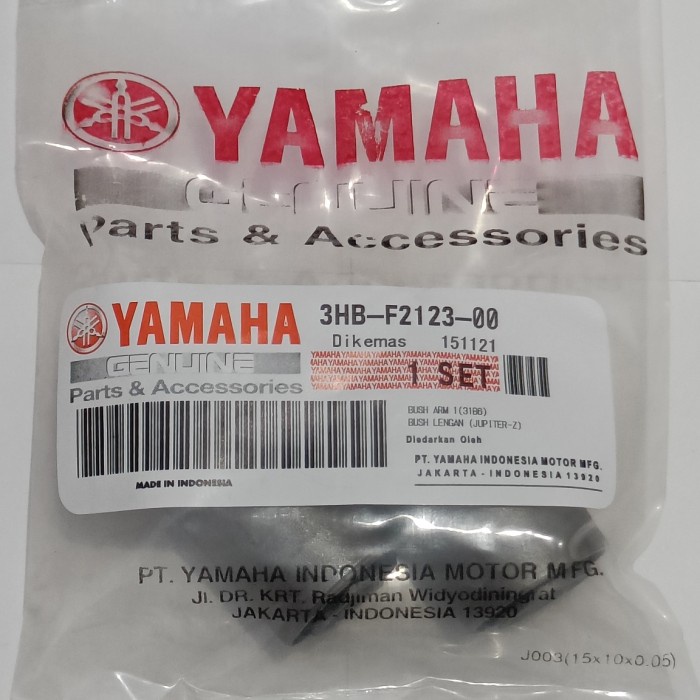 YAMAHA
GENUINE
Parts & Accessories
YAMAHA
GENUINE
Parts & Accessories
3HB-F2123-00
Dikemas 151121
1 SET
BUSH ARM 1(31B6)
BUSH LENGAN (JUPITER-Z)
Diedarkan Oleh
PT. YAMAHA INDONESIA MOTOR MFG.
JAKARTA - INDONESIA 13920
MADE IN INDONESIA
PT. YAMAHA INDONESIA MOTOR MFG.
Jl. DR. KRT. Radjiman Widyodiningrat
JAKARTA - INDONESIA 13920
J003(15x10x0.05)